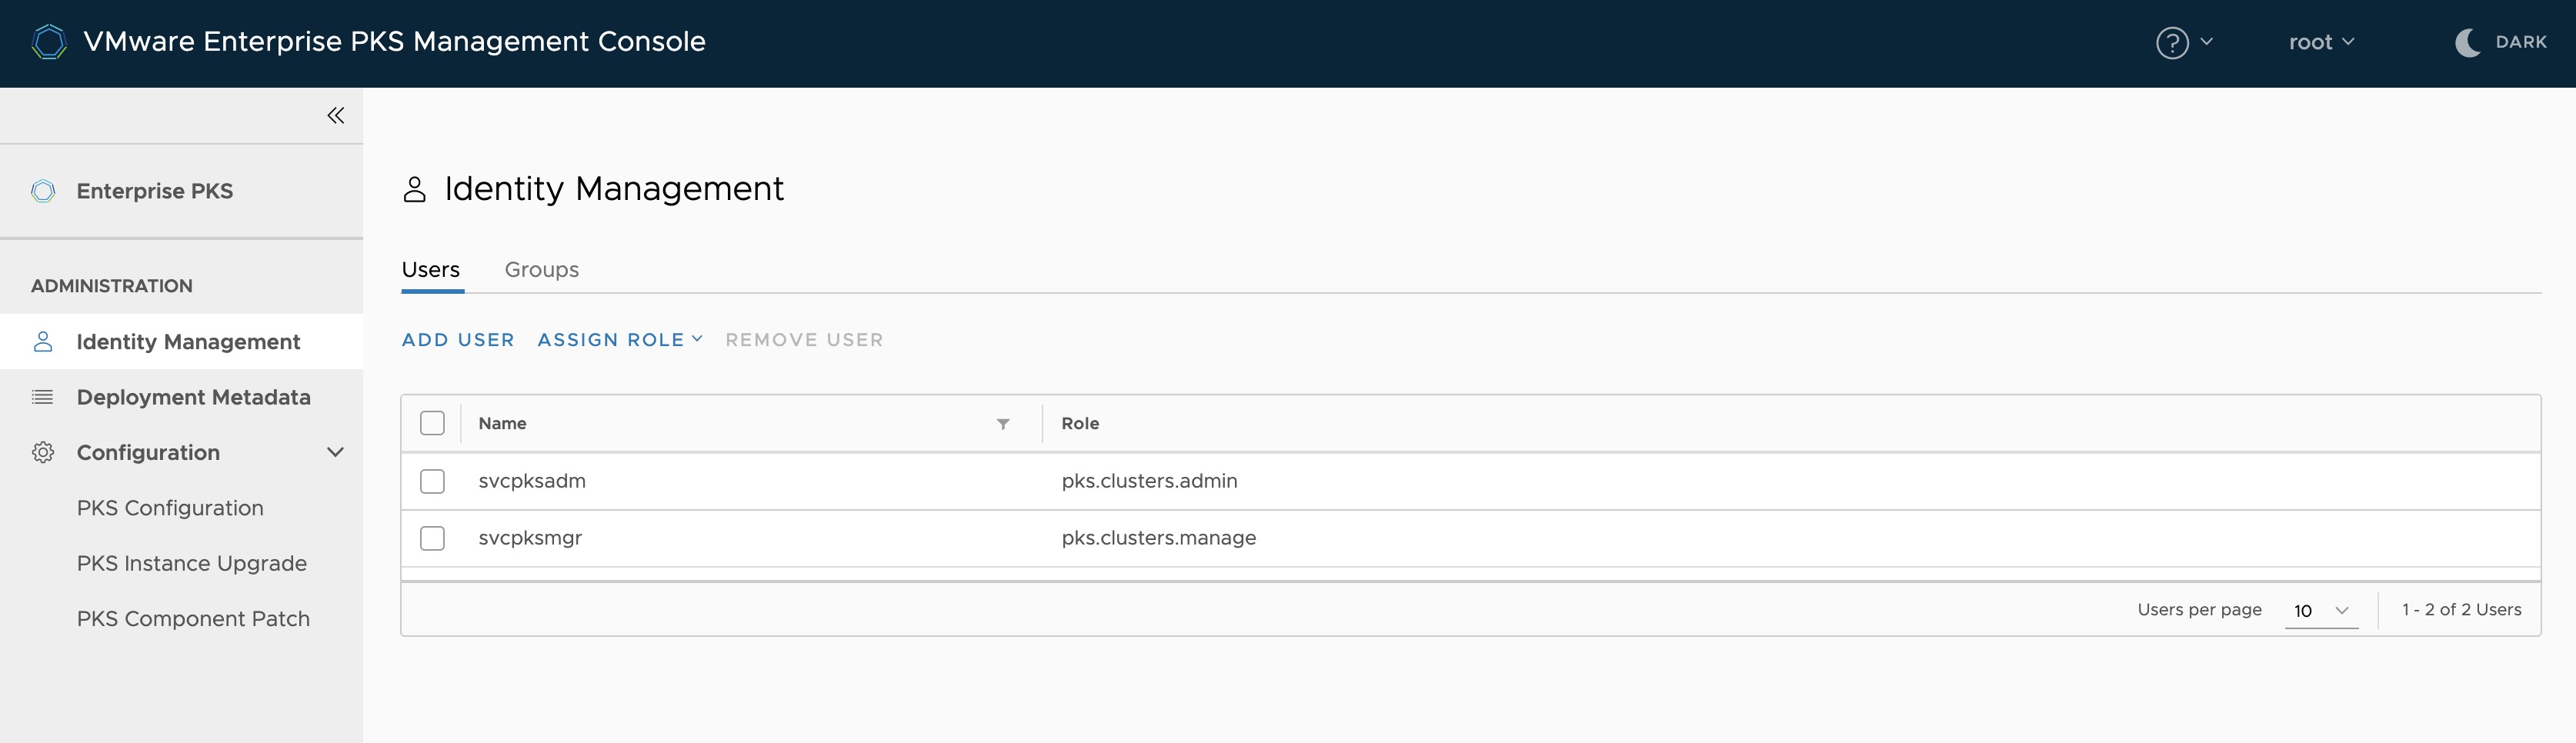 VMware Enterprise PKS Management Console
root
DARK
Enterprise PKS
ADMINISTRATION
Identity Management
Deployment Metadata
Configuration
PKS Configuration
PKS Instance Upgrade
PKS Component Patch
Identity Management
Users Groups
ADD USER ASSIGN ROLE REMOVE USER
Name Role
svcpksadm pks.clusters.admin
svcpksmgr pks.clusters.manage
Users per page 10 1 - 2 of 2 Users